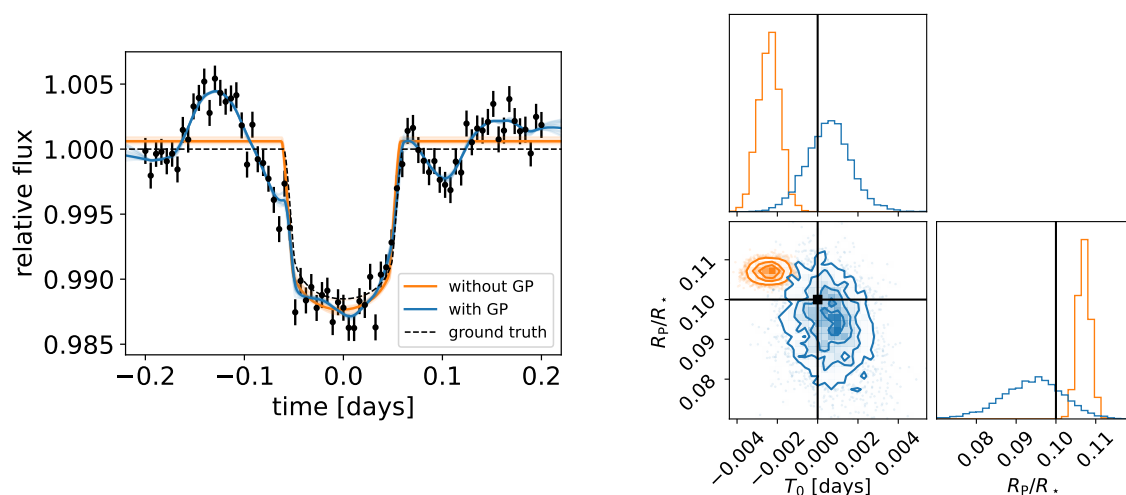 1.005
1.000
0.995
0.990
0.985
relative flux
−0.2
−0.1
0.0
0.1
0.2
time [days]
without GP
with GP
ground truth
0.11
0.10
0.09
0.08
R_P/R_⋆
−0.004
−0.002
−0.000
0.002
0.004
T_0 [days]
0.08
0.09
0.10
0.11
R_P/R_⋆